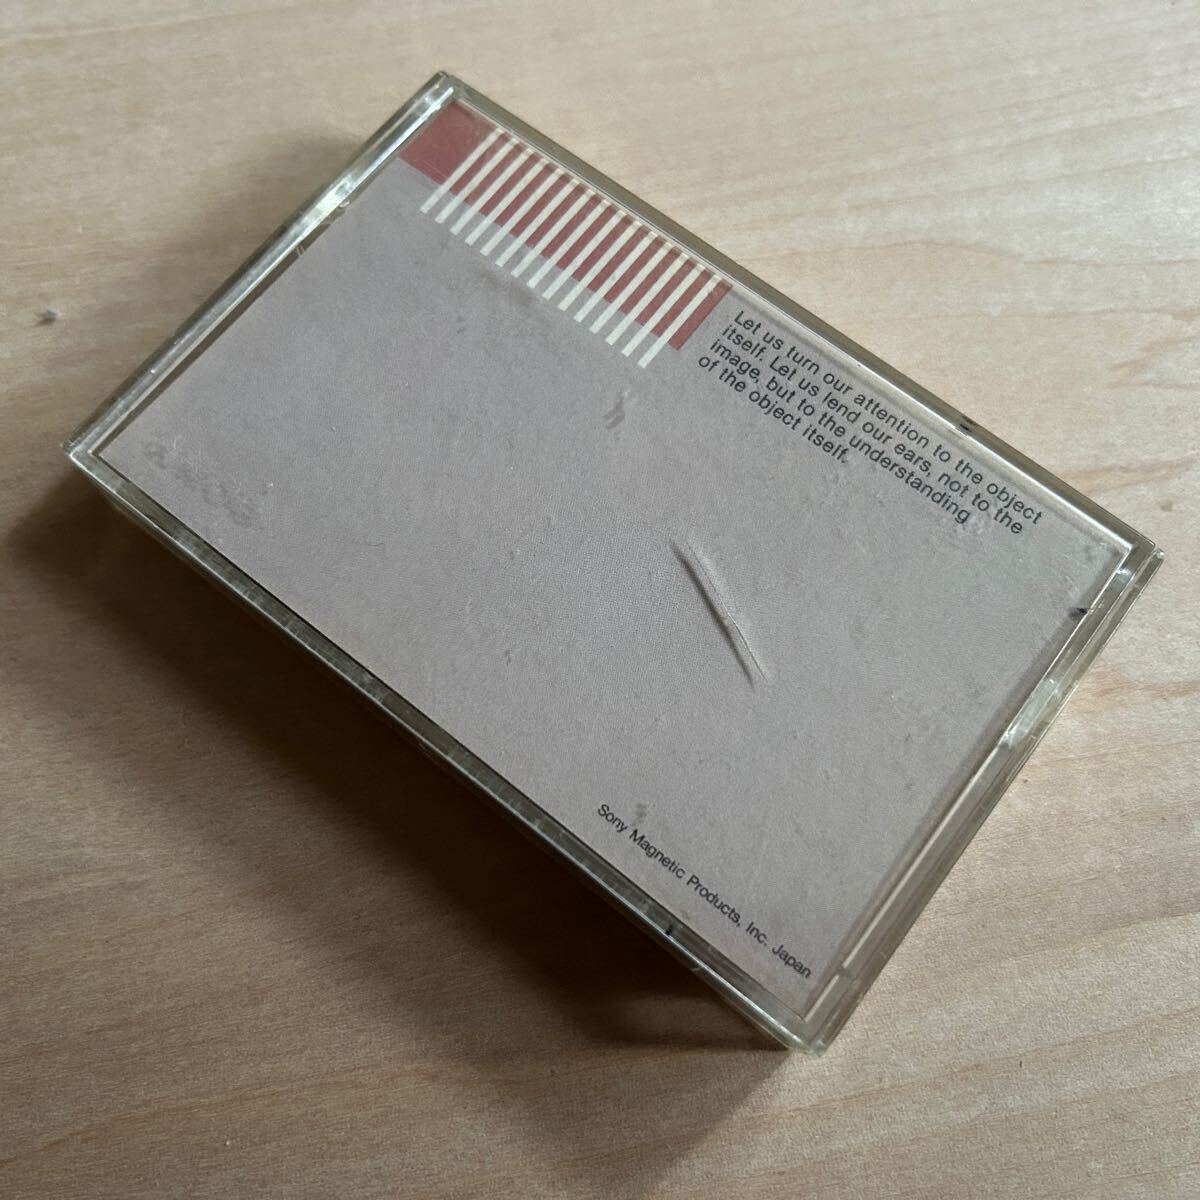 Let us turn our attention to the object
itself. Let us lend our ears, not to the
image, but to the understanding
of the object itself.
Sony Magnetic Products, Inc. Japan